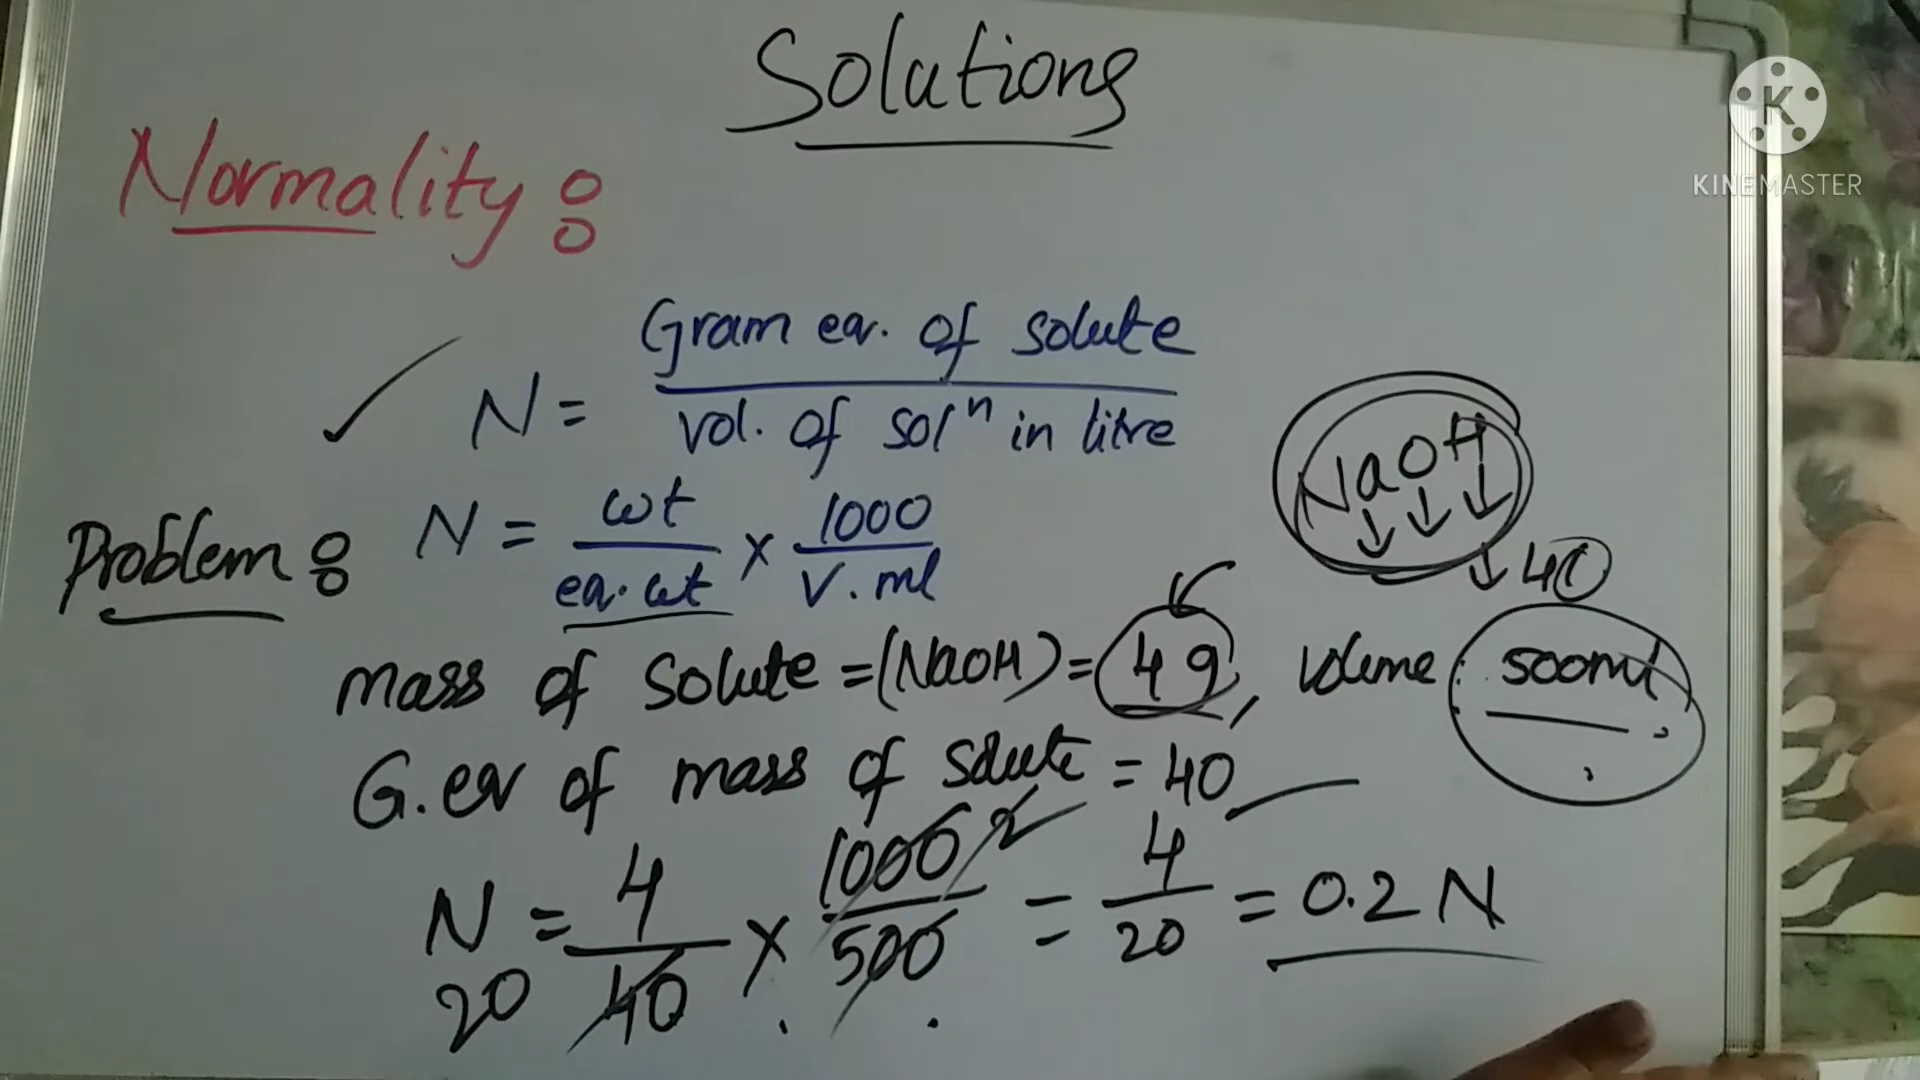 Solutions
KINEMASTER
Normality:
N = Gram eq. of solute / vol. of solⁿ in litre
NaOH
40
Problem: N = wt / eq. wt × 1000 / V. ml
mass of solute = (NaOH) = 4g, volume: 500ml
G. eq of mass of solute = 40
N = 4 / 40 × 1000 / 500 = 4 / 20 = 0.2 N
2
20